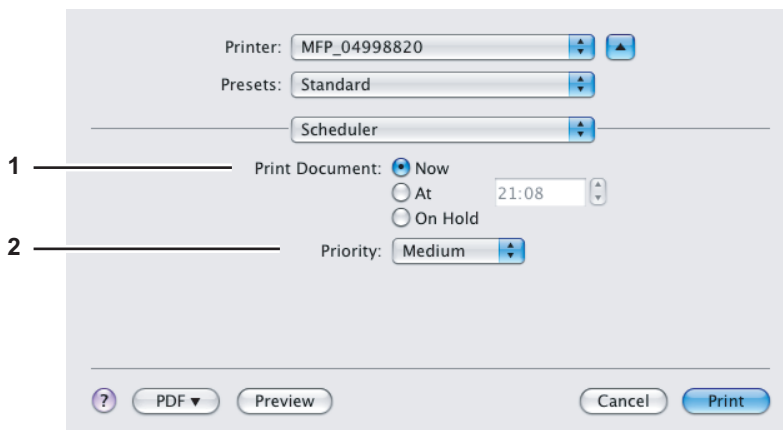 Printer: MFP_04998820
Presets: Standard
Scheduler
1 Print Document: Now
At 21:08
On Hold
2 Priority: Medium
? PDF ▼ Preview Cancel Print